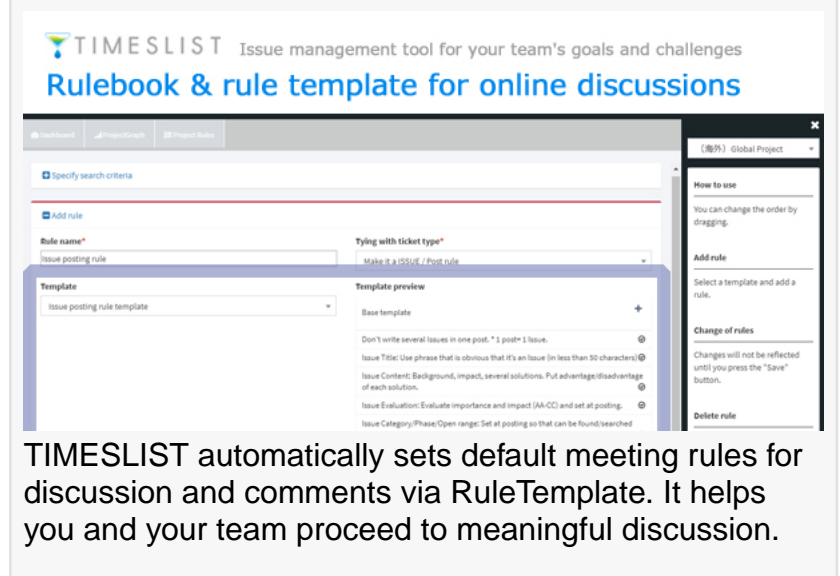 TIMESLIST Issue management tool for your team's goals and challenges
Rulebook & rule template for online discussions
Dashboard ProjectGraph Project Rules
(海外) Global Project
Specify search criteria
Add rule
Rule name*
Tying with ticket type*
Issue posting rule
Make it a ISSUE / Post rule
Template
Template preview
Issue posting rule template
Base template
Don't write several Issues in one post. * 1 post= 1 Issue.
Issue Title: Use phrase that is obvious that it's an Issue (in less than 50 characters)
Issue Content: Background, impact, several solutions. Put advantage/disadvantage
of each solution.
Issue Evaluation: Evaluate importance and impact (AA-CC) and set at posting.
Issue Category/Phase/Open range: Set at posting so that can be found/searched
How to use
You can change the order by
dragging.
Add rule
Select a template and add a
rule.
Change of rules
Changes will not be reflected
until you press the "Save"
button.
Delete rule
TIMESLIST automatically sets default meeting rules for
discussion and comments via RuleTemplate. It helps
you and your team proceed to meaningful discussion.